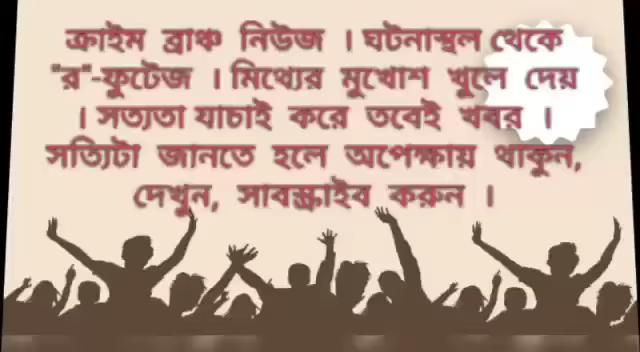 ক্রাইম ব্রাঞ্চ নিউজ । ঘটনাস্থল থেকে
"র"-ফুটেজ । মিথ্যের মুখোশ খুলে দেয়
। সত্যতা যাচাই করে তবেই খবর ।
সত্যিটা জানতে হলে অপেক্ষায় থাকুন,
দেখুন, সাবস্ক্রাইব করুন ।